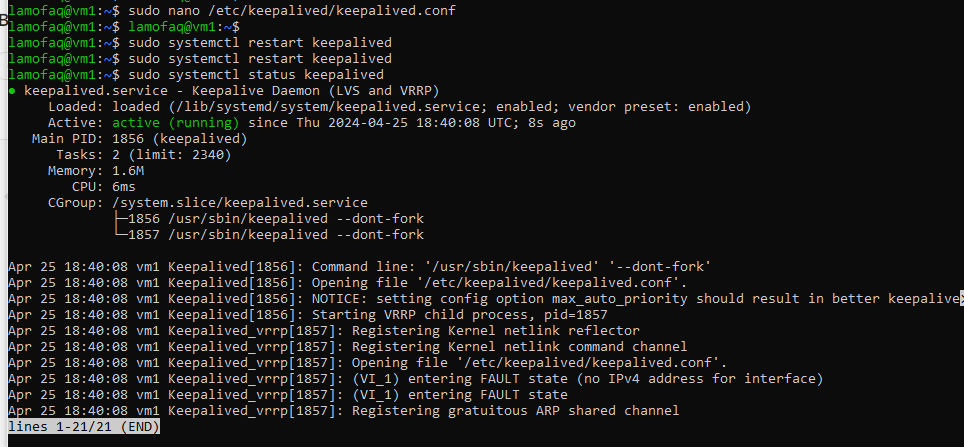 lamofaq@vm1:~$ sudo nano /etc/keepalived/keepalived.conf
lamofaq@vm1:~$ lamofaq@vm1:~$
lamofaq@vm1:~$ sudo systemctl restart keepalived
lamofaq@vm1:~$ sudo systemctl restart keepalived
lamofaq@vm1:~$ sudo systemctl status keepalived
● keepalived.service - Keepalive Daemon (LVS and VRRP)
Loaded: loaded (/lib/systemd/system/keepalived.service; enabled; vendor preset: enabled)
Active: active (running) since Thu 2024-04-25 18:40:08 UTC; 8s ago
Main PID: 1856 (keepalived)
Tasks: 2 (limit: 2340)
Memory: 1.6M
CPU: 6ms
CGroup: /system.slice/keepalived.service
├─1856 /usr/sbin/keepalived --dont-fork
└─1857 /usr/sbin/keepalived --dont-fork
Apr 25 18:40:08 vm1 Keepalived[1856]: Command line: '/usr/sbin/keepalived' '--dont-fork'
Apr 25 18:40:08 vm1 Keepalived[1856]: Opening file '/etc/keepalived/keepalived.conf'.
Apr 25 18:40:08 vm1 Keepalived[1856]: NOTICE: setting config option max_auto_priority should result in better keepalive>
Apr 25 18:40:08 vm1 Keepalived[1856]: Starting VRRP child process, pid=1857
Apr 25 18:40:08 vm1 Keepalived_vrrp[1857]: Registering Kernel netlink reflector
Apr 25 18:40:08 vm1 Keepalived_vrrp[1857]: Registering Kernel netlink command channel
Apr 25 18:40:08 vm1 Keepalived_vrrp[1857]: Opening file '/etc/keepalived/keepalived.conf'.
Apr 25 18:40:08 vm1 Keepalived_vrrp[1857]: (VI_1) entering FAULT state (no IPv4 address for interface)
Apr 25 18:40:08 vm1 Keepalived_vrrp[1857]: (VI_1) entering FAULT state
Apr 25 18:40:08 vm1 Keepalived_vrrp[1857]: Registering gratuitous ARP shared channel
lines 1-21/21 (END)